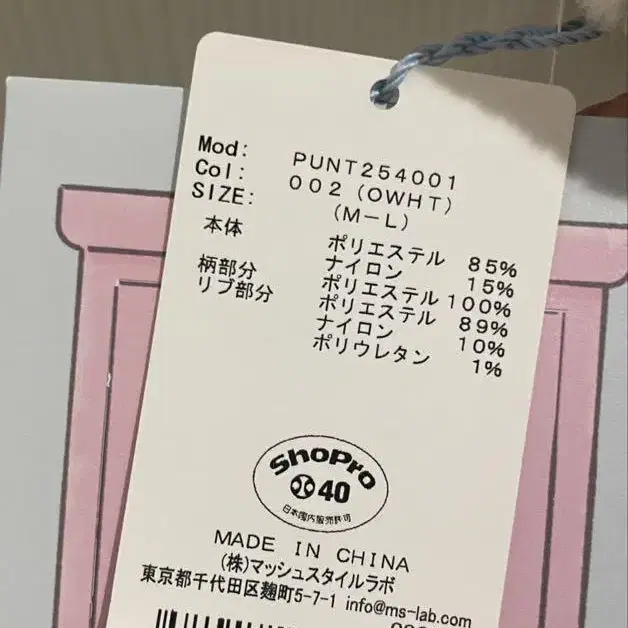 Mod: PUNT254001
Col: 002 (OWHT)
SIZE: (M-L)
本体 ポリエステル 85%
ナイロン 15%
柄部分 ポリエステル 100%
リブ部分 ポリエステル 89%
ナイロン 10%
ポリウレタン 1%
ShoPro
40
日本国内販売許可
MADE IN CHINA
(株)マッシュスタイルラボ
東京都千代田区麹町5-7-1 info@ms-lab.com